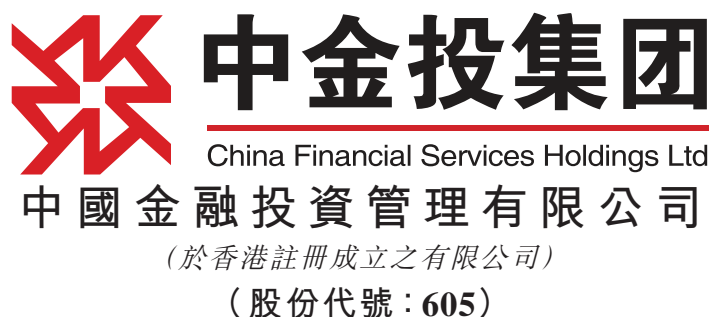 中金投集团
China Financial Services Holdings Ltd
中國金融投資管理有限公司
(於香港註冊成立之有限公司)
(股份代號：605)